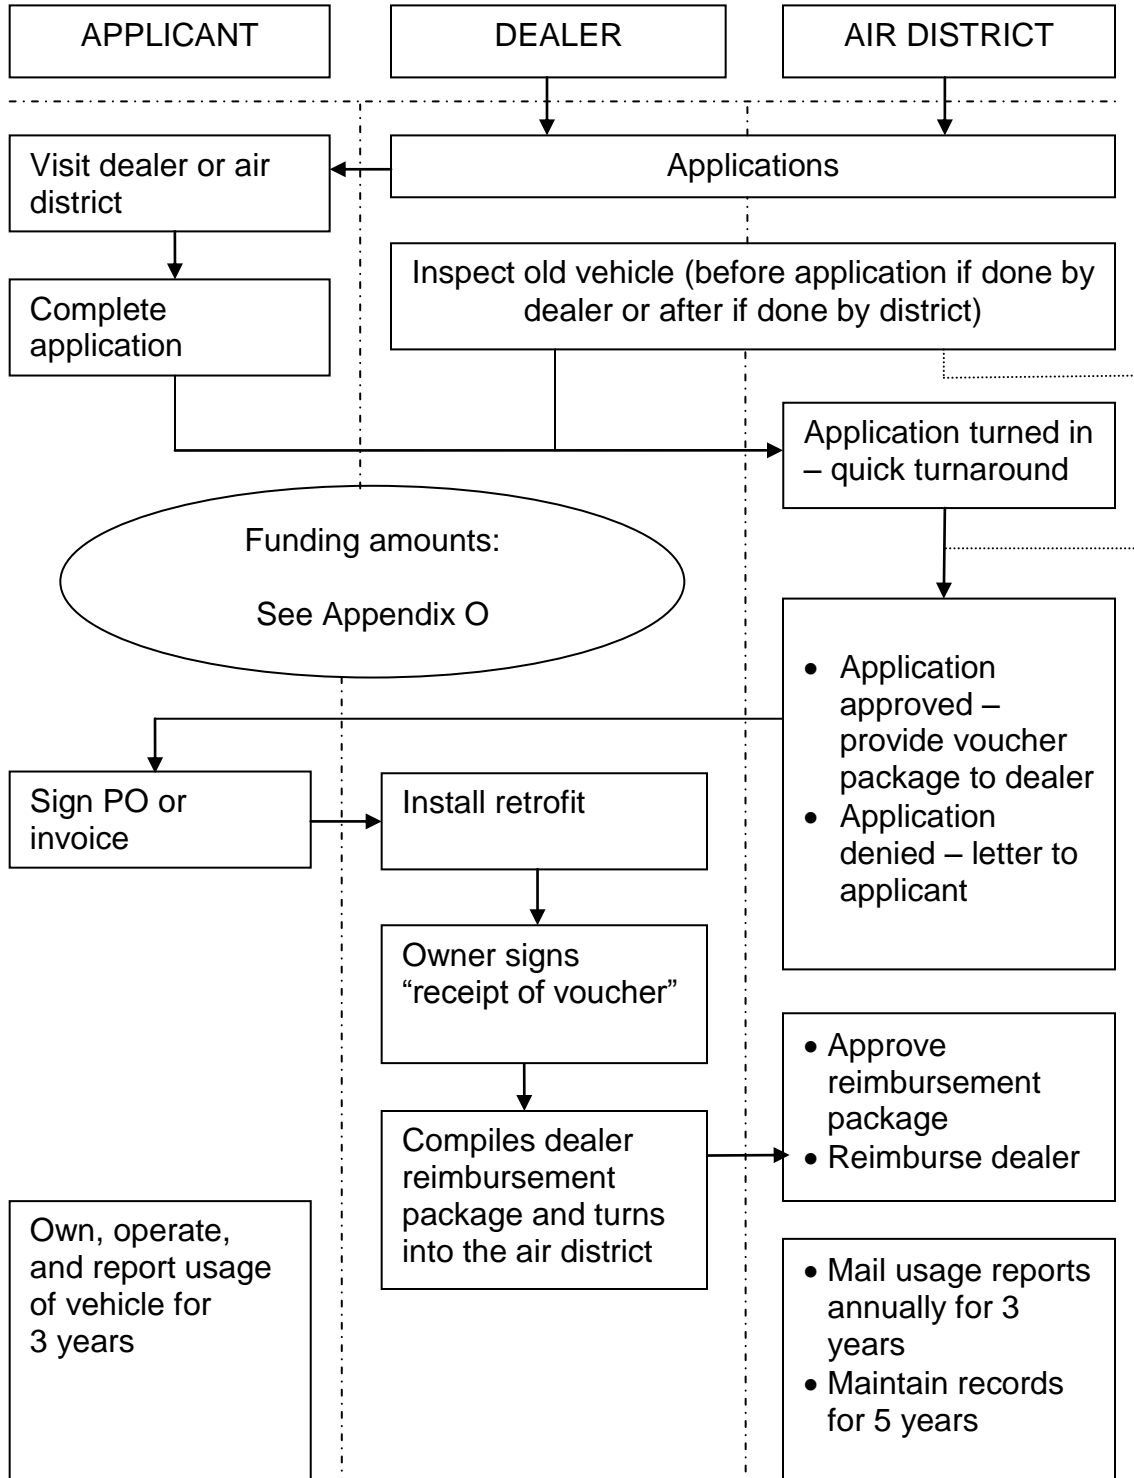 APPLICANT
DEALER
AIR DISTRICT
Visit dealer or air
district
Applications
Complete
application
Inspect old vehicle (before application if done by
dealer or after if done by district)
Application turned in
– quick turnaround
Funding amounts:
See Appendix O
• Application
approved –
provide voucher
package to dealer
• Application
denied – letter to
applicant
Sign PO or
invoice
Install retrofit
Owner signs
“receipt of voucher”
Compiles dealer
reimbursement
package and turns
into the air district
• Approve
reimbursement
package
• Reimburse dealer
Own, operate,
and report usage
of vehicle for
3 years
• Mail usage reports
annually for 3
years
• Maintain records
for 5 years